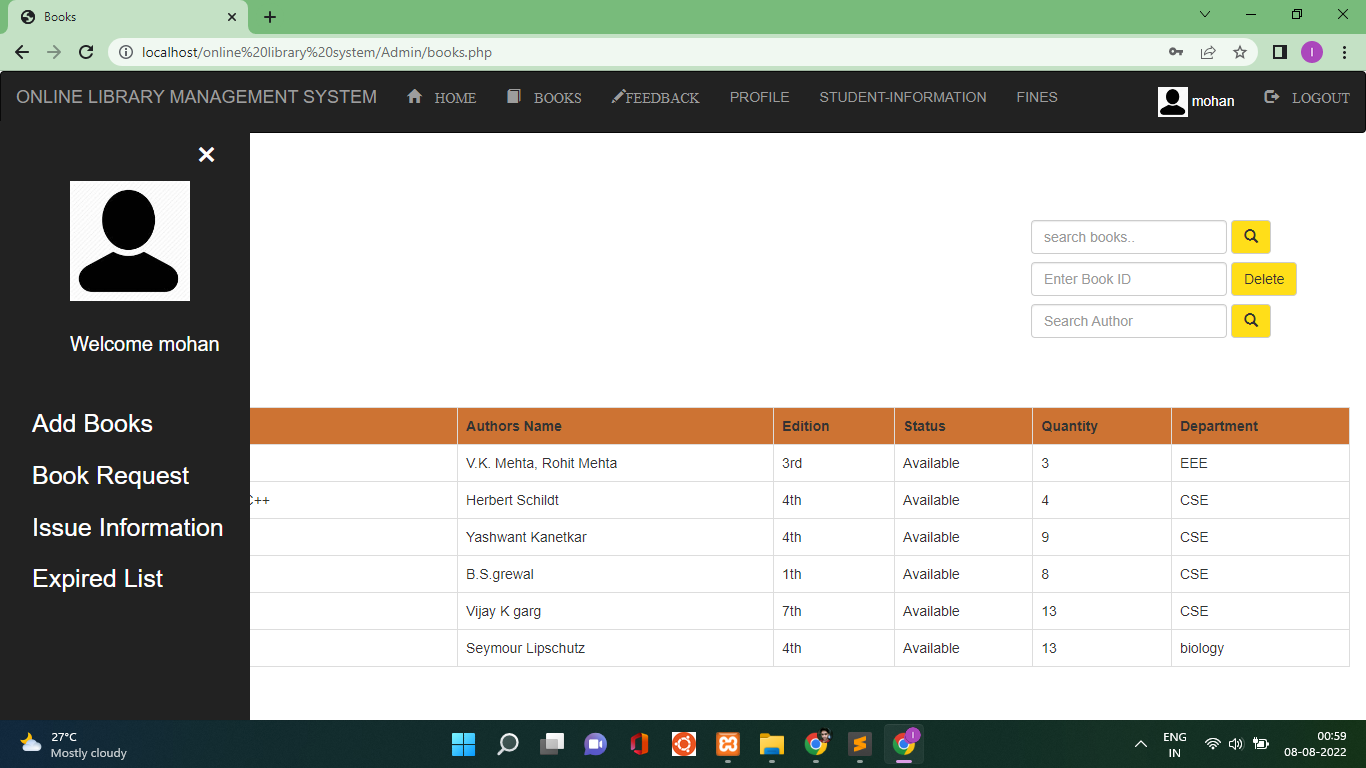 Books
localhost/online%20library%20system/Admin/books.php
I
ONLINE LIBRARY MANAGEMENT SYSTEM HOME BOOKS FEEDBACK PROFILE STUDENT-INFORMATION FINES mohan LOGOUT
×
Welcome mohan
Add Books
Book Request
Issue Information
Expired List
search books..
Enter Book ID Delete
Search Author
Authors Name Edition Status Quantity Department
V.K. Mehta, Rohit Mehta 3rd Available 3 EEE
C++ Herbert Schildt 4th Available 4 CSE
Yashwant Kanetkar 4th Available 9 CSE
B.S.grewal 1th Available 8 CSE
Vijay K garg 7th Available 13 CSE
Seymour Lipschutz 4th Available 13 biology
27°C
Mostly cloudy
I
ENG
IN
00:59
08-08-2022